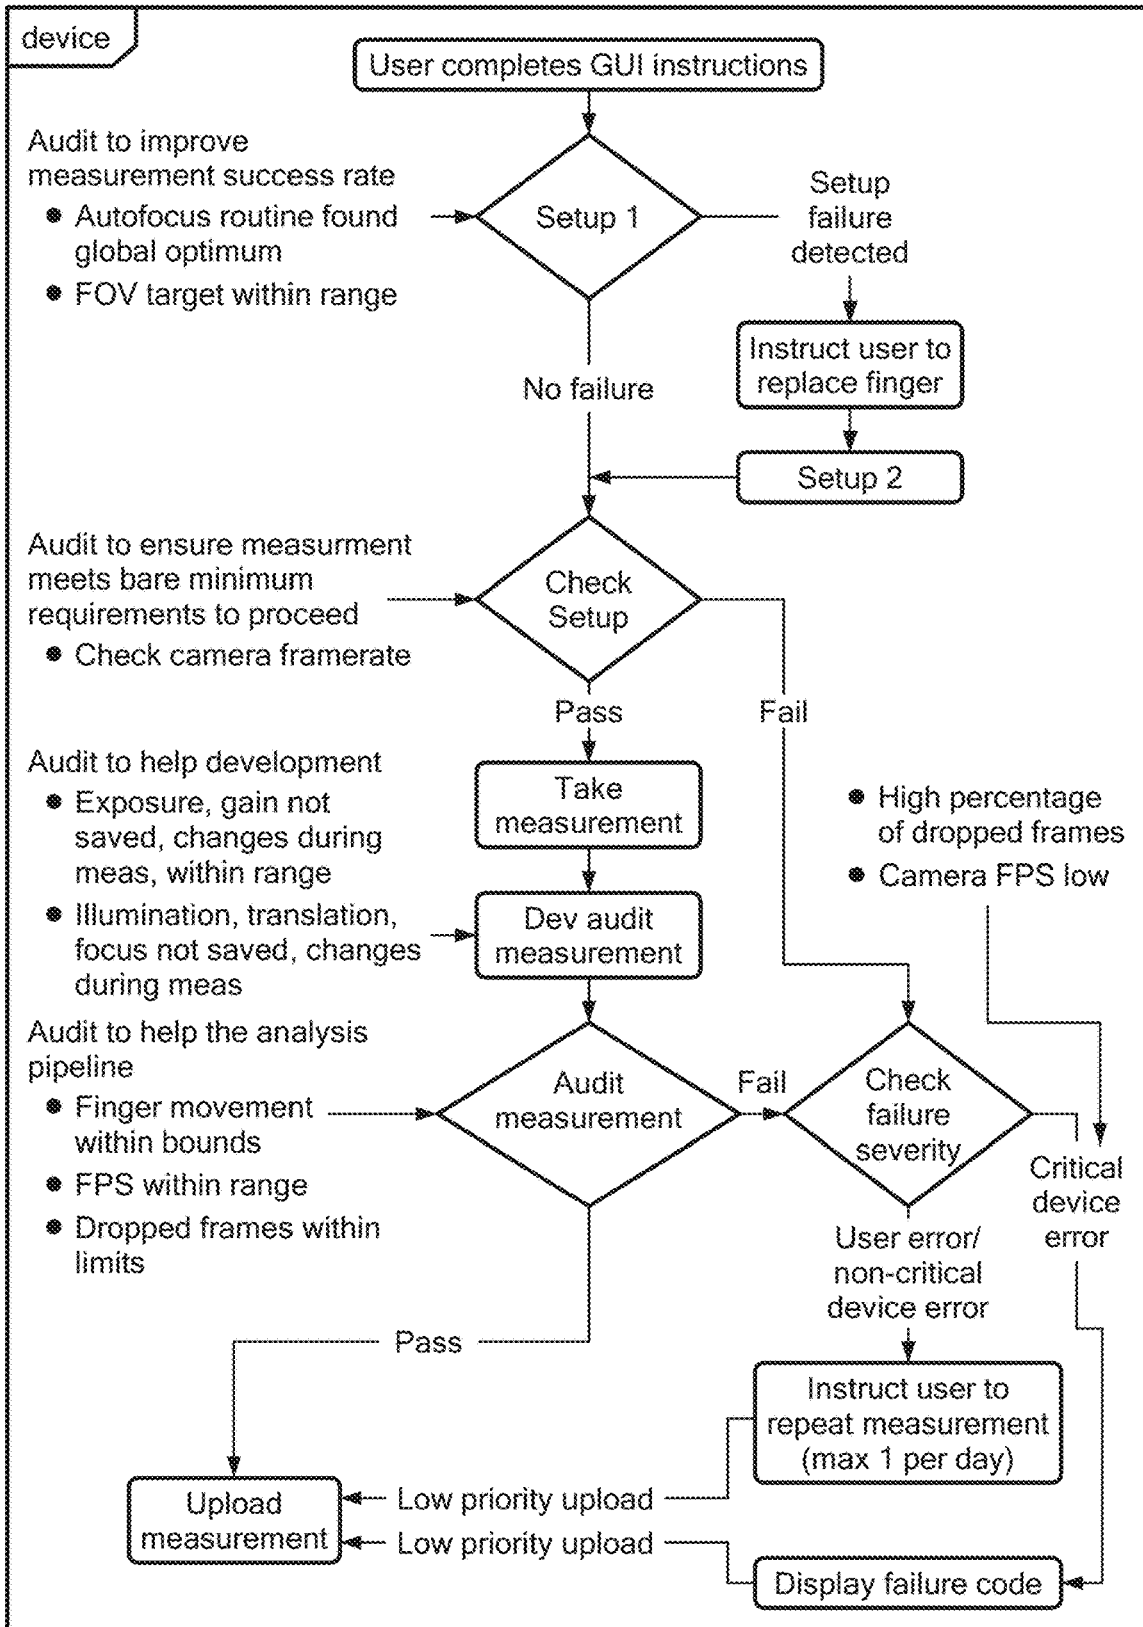 device
User completes GUI instructions
Audit to improve
measurement success rate
● Autofocus routine found
global optimum
● FOV target within range
Setup 1
Setup
failure
detected
Instruct user to
replace finger
No failure
Setup 2
Audit to ensure measurment
meets bare minimum
requirements to proceed
● Check camera framerate
Check
Setup
Pass
Fail
Audit to help development
● Exposure, gain not
saved, changes during
meas, within range
● Illumination, translation,
focus not saved, changes
during meas
Take
measurement
● High percentage
of dropped frames
● Camera FPS low
Dev audit
measurement
Audit to help the analysis
pipeline
● Finger movement
within bounds
● FPS within range
● Dropped frames within
limits
Audit
measurement
Fail
Check
failure
severity
Critical
device
error
User error/
non-critical
device error
Pass
Instruct user to
repeat measurement
(max 1 per day)
Upload
measurement
Low priority upload
Low priority upload
Display failure code